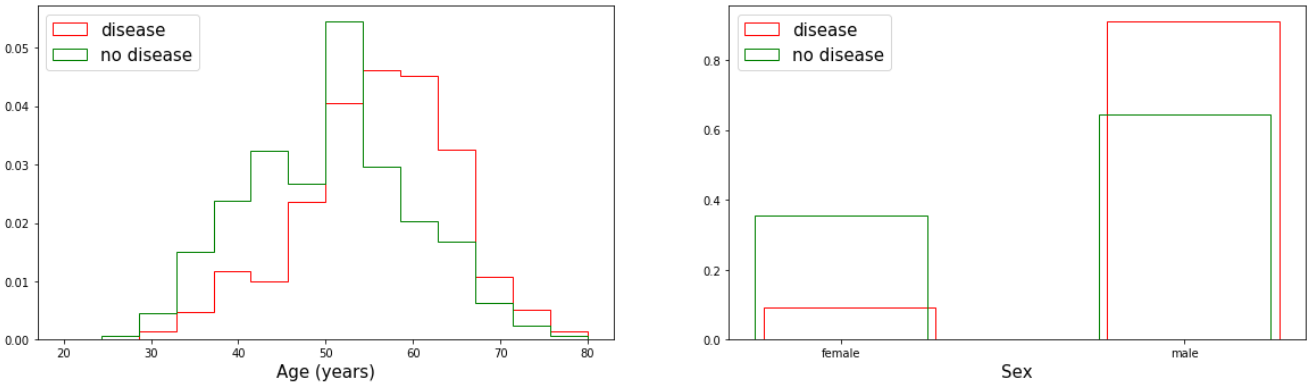 disease
no disease
0.05
0.04
0.03
0.02
0.01
0.00
20 30 40 50 60 70 80
Age (years)
disease
no disease
0.8
0.6
0.4
0.2
0.0
female male
Sex